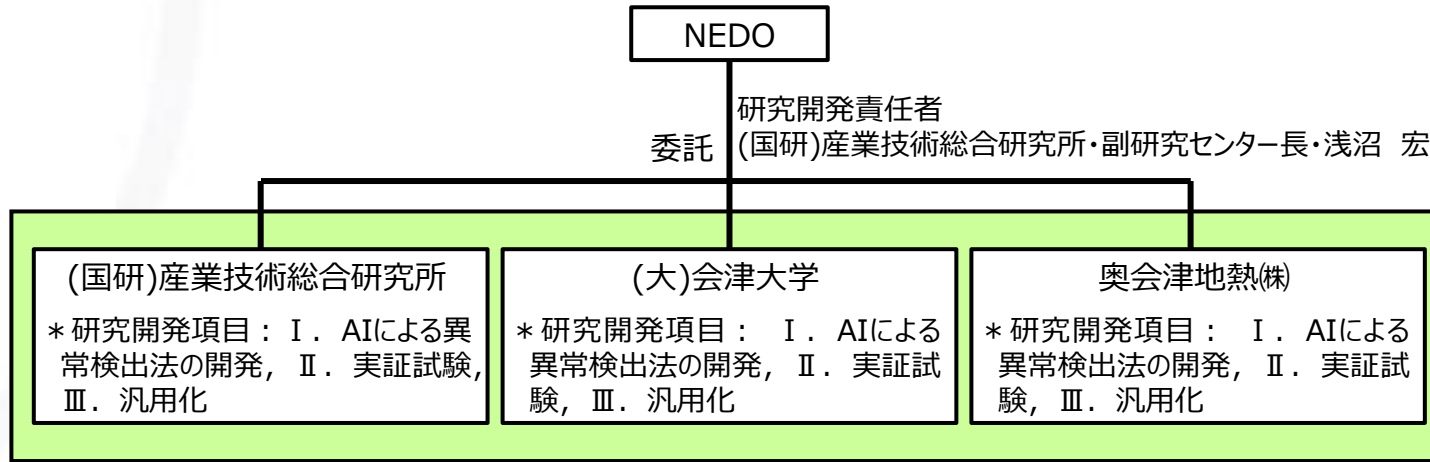 NEDO
研究開発責任者
委託
(国研)産業技術総合研究所・副研究センター長・浅沼 宏
(国研)産業技術総合研究所
＊研究開発項目：Ⅰ．AIによる異
常検出法の開発，Ⅱ．実証試験，
Ⅲ．汎用化
(大)会津大学
＊研究開発項目： Ⅰ．AIによる
異常検出法の開発，Ⅱ．実証試
験，Ⅲ．汎用化
奥会津地熱㈱
＊研究開発項目： Ⅰ．AIによる
異常検出法の開発，Ⅱ．実証試
験，Ⅲ．汎用化